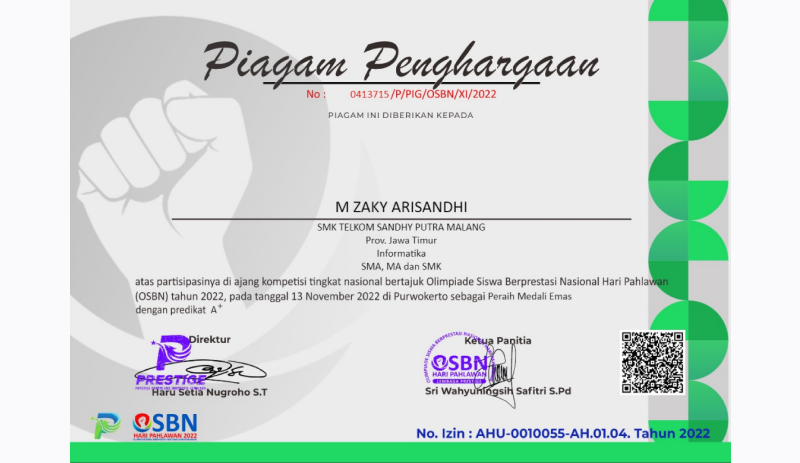 Piagam Penghargaan
No : 0413715/P/PIG/OSBN/XI/2022
PIAGAM INI DIBERIKAN KEPADA
M ZAKY ARISANDHI
SMK TELKOM SANDHY PUTRA MALANG
Prov. Jawa Timur
Informatika
SMA, MA dan SMK
atas partisipasinya di ajang kompetisi tingkat nasional bertajuk Olimpiade Siswa Berprestasi Nasional Hari Pahlawan
(OSBN) tahun 2022, pada tanggal 13 November 2022 di Purwokerto sebagai Peraih Medali Emas
dengan predikat A+
Direktur
PRESTIGE
Haru Setia Nugroho S.T
Ketua Panitia
OSBN
HARI PAHLAWAN
LEMBAGA PRESTIGE
Sri Wahyuningsih Safitri S.Pd
OSBN
HARI PAHLAWAN 2022
No. Izin : AHU-0010055-AH.01.04. Tahun 2022